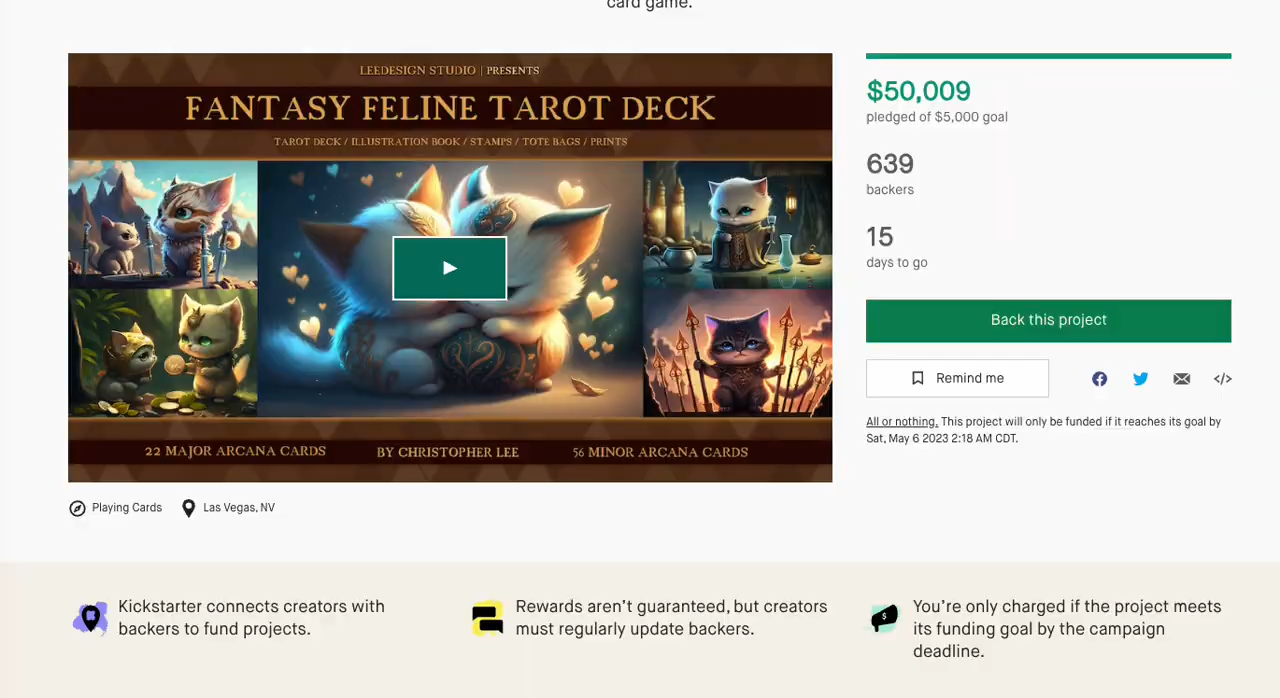 card game.
LEEDESIGN STUDIO | PRESENTS
FANTASY FELINE TAROT DECK
TAROT DECK / ILLUSTRATION BOOK / STAMPS / TOTE BAGS / PRINTS
22 MAJOR ARCANA CARDS
BY CHRISTOPHER LEE
56 MINOR ARCANA CARDS
Playing Cards
Las Vegas, NV
$50,009
pledged of $5,000 goal
639
backers
15
days to go
Back this project
Remind me
All or nothing. This project will only be funded if it reaches its goal by
Sat, May 6 2023 2:18 AM CDT.
Kickstarter connects creators with
backers to fund projects.
Rewards aren’t guaranteed, but creators
must regularly update backers.
You’re only charged if the project meets
its funding goal by the campaign
deadline.